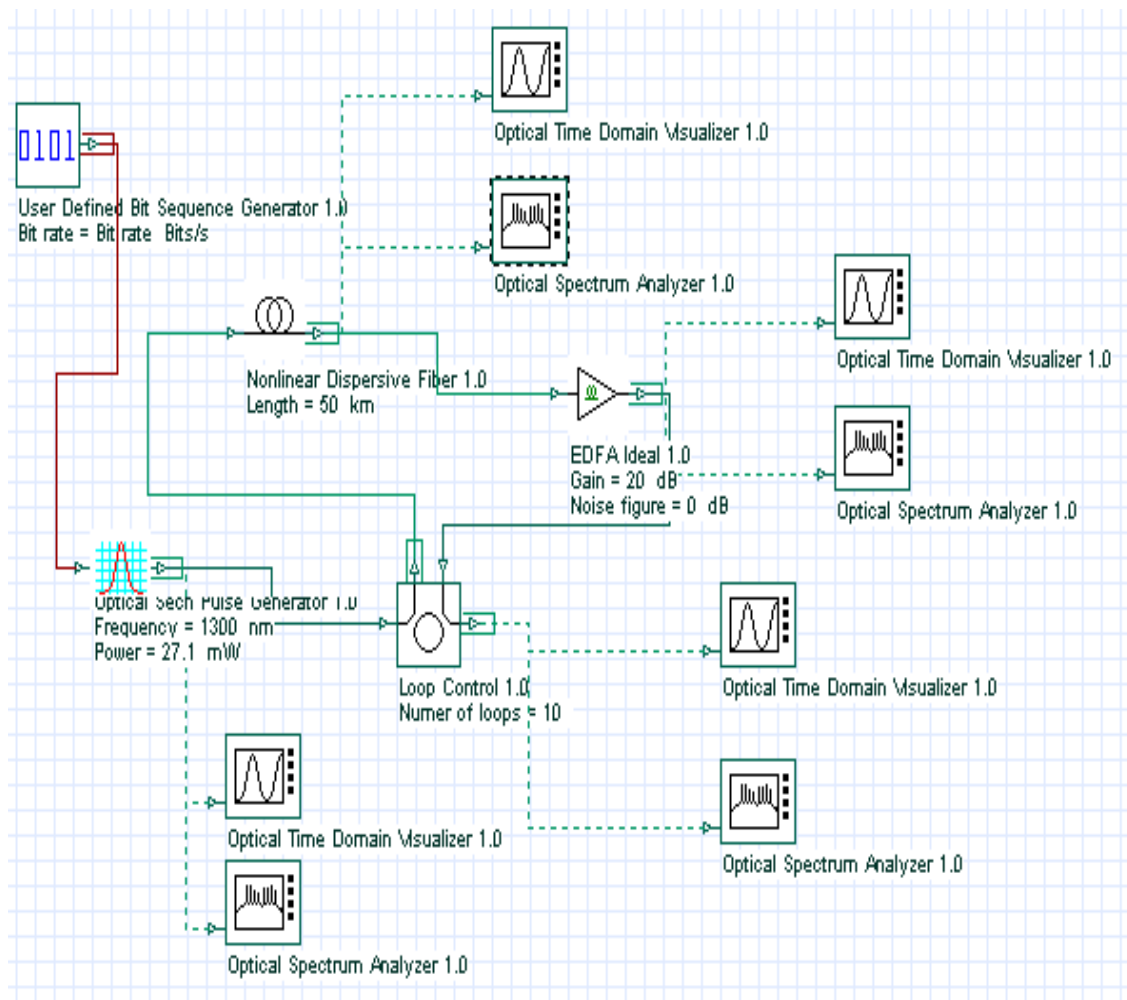 Optical Time Domain Visualizer 1.0
0101
User Defined Bit Sequence Generator 1.0
Bit rate = Bit rate Bits/s
Optical Spectrum Analyzer 1.0
Optical Time Domain Visualizer 1.0
Nonlinear Dispersive Fiber 1.0
Length = 50 km
EDFA Ideal 1.0
Gain = 20 dB
Noise figure = 0 dB
Optical Spectrum Analyzer 1.0
Optical Sech Pulse Generator 1.0
Frequency = 1300 nm
Power = 27.1 mW
Loop Control 1.0
Numer of loops = 10
Optical Time Domain Visualizer 1.0
Optical Time Domain Visualizer 1.0
Optical Spectrum Analyzer 1.0
Optical Spectrum Analyzer 1.0